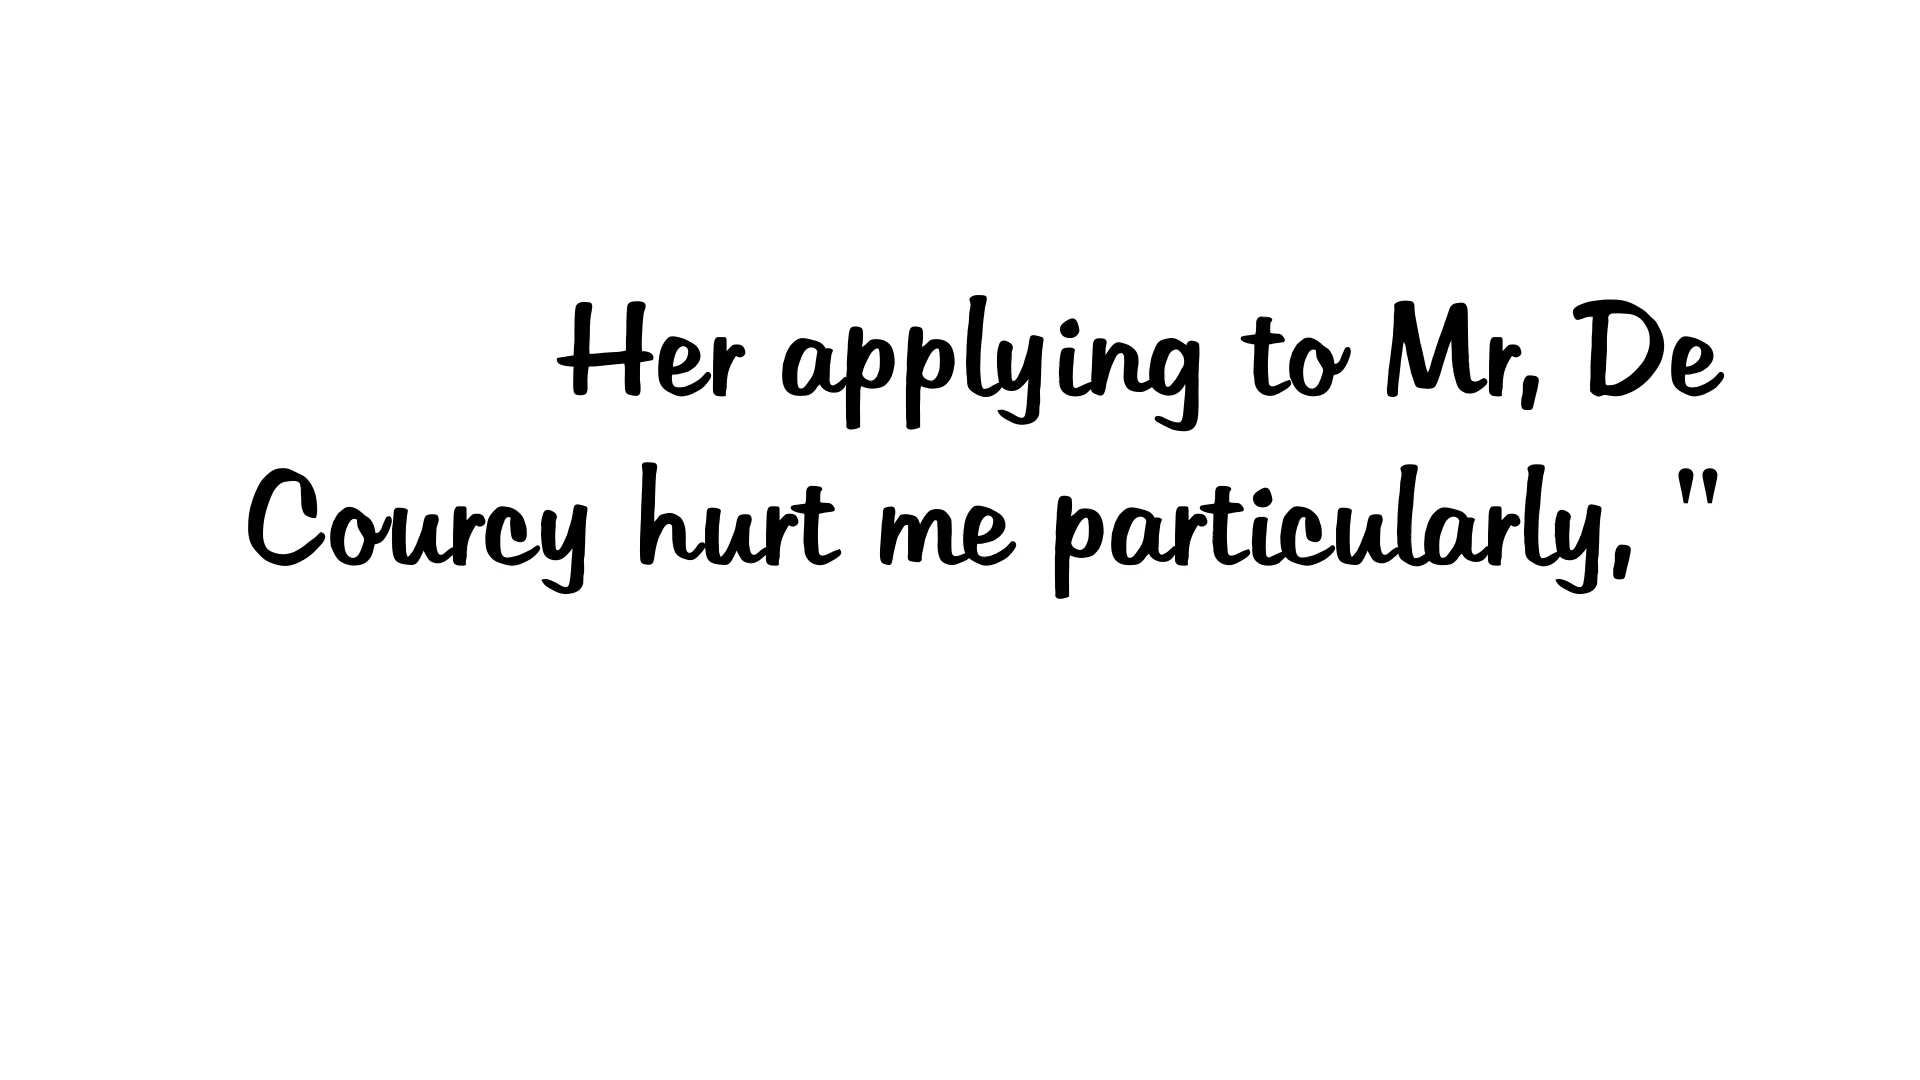 Her applying to Mr, De
Courcy hurt me particularly, "